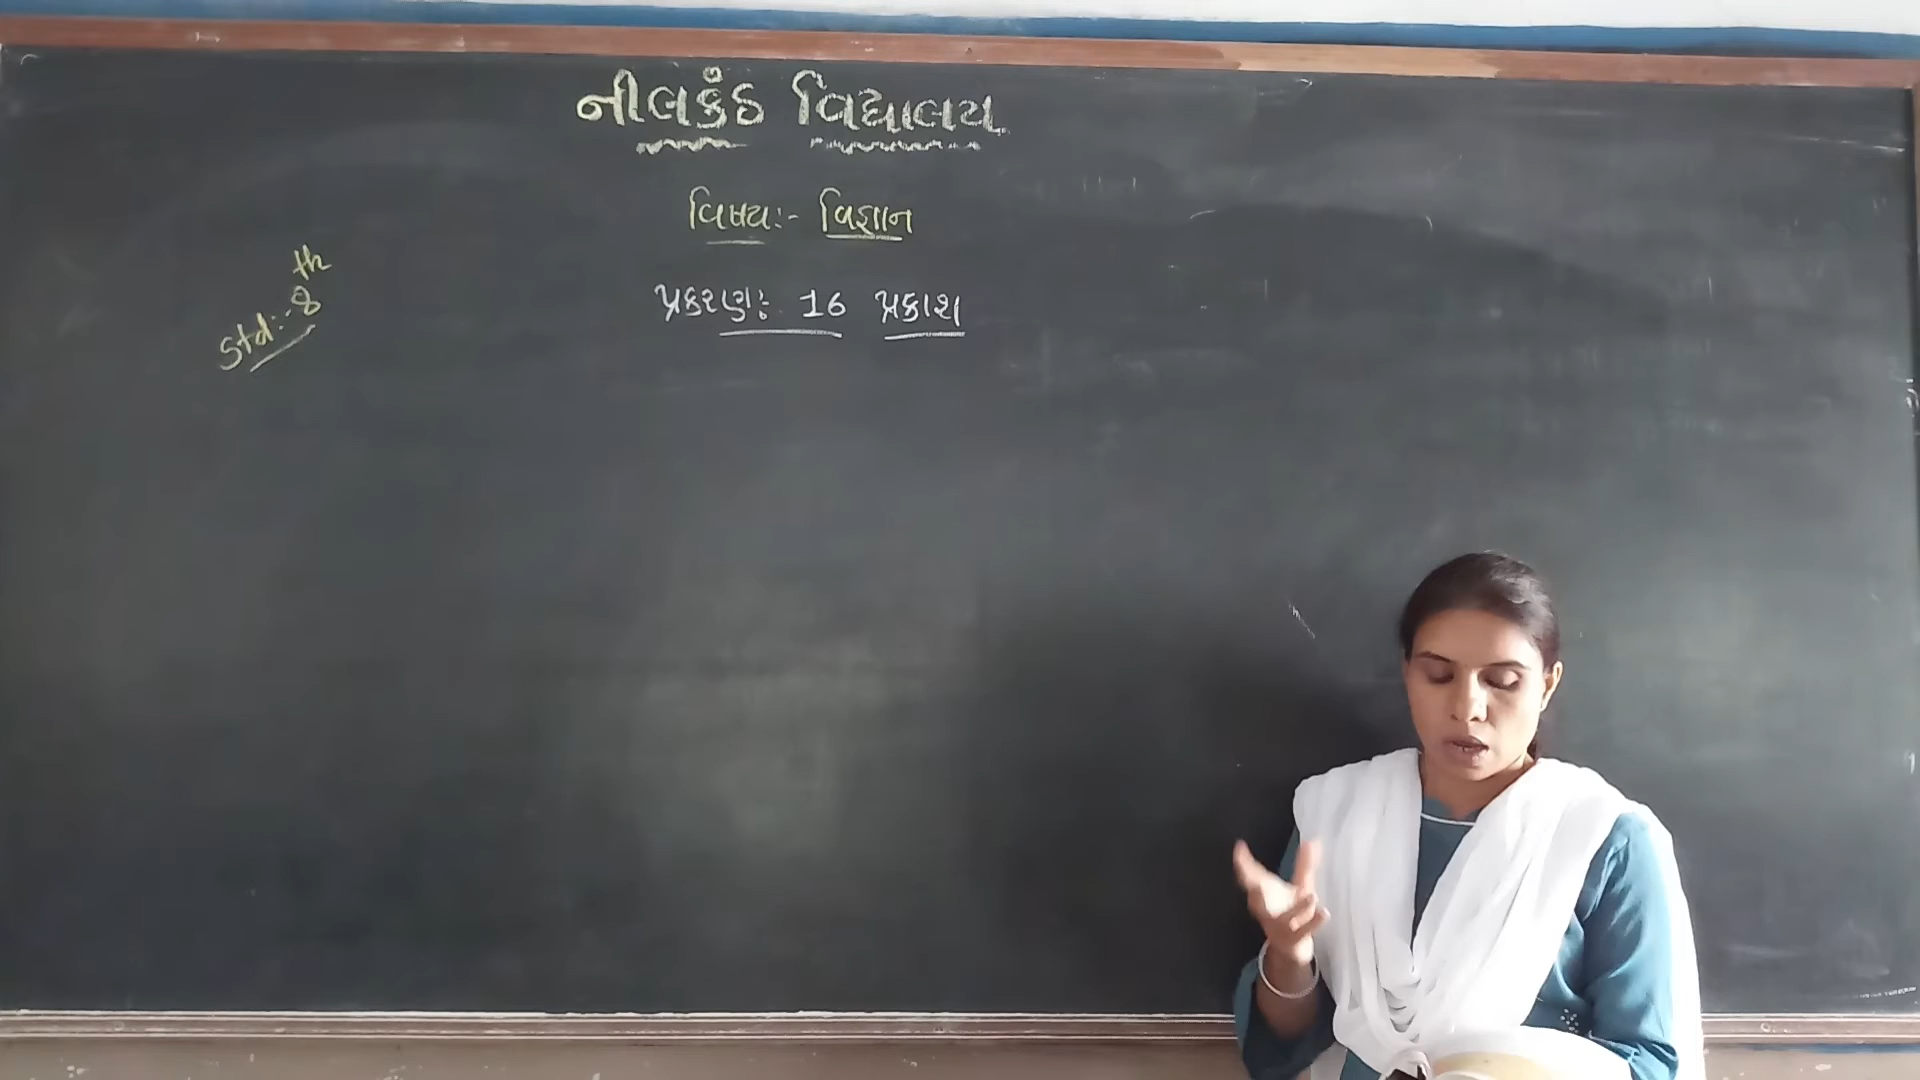 નીલકંઠ વિદ્યાલય
વિષય:- વિજ્ઞાન
Std:- 8th
પ્રકરણ: 16 પ્રકાશ